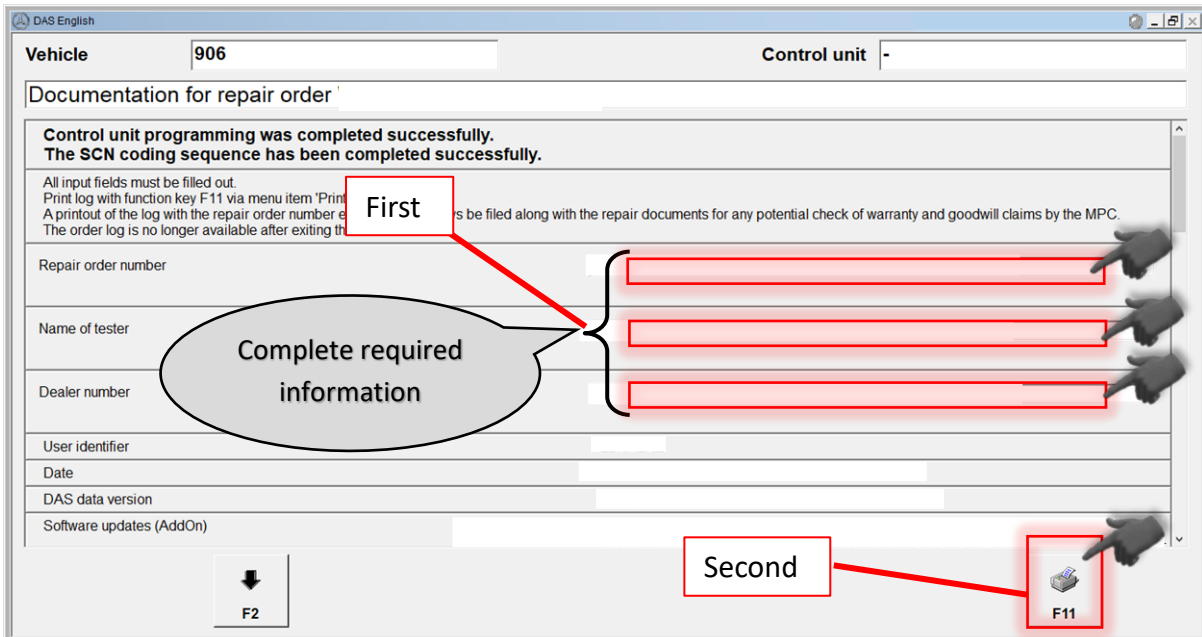 DAS English
Vehicle 906 Control unit -
Documentation for repair order '
Control unit programming was completed successfully.
The SCN coding sequence has been completed successfully.
All input fields must be filled out.
Print log with function key F11 via menu item 'Print
A printout of the log with the repair order number be filed along with the repair documents for any potential check of warranty and goodwill claims by the MPC.
The order log is no longer available after exiting
First
Repair order number
Name of tester
Complete required
information
Dealer number
User identifier
Date
DAS data version
Software updates (AddOn)
Second
F2
F11